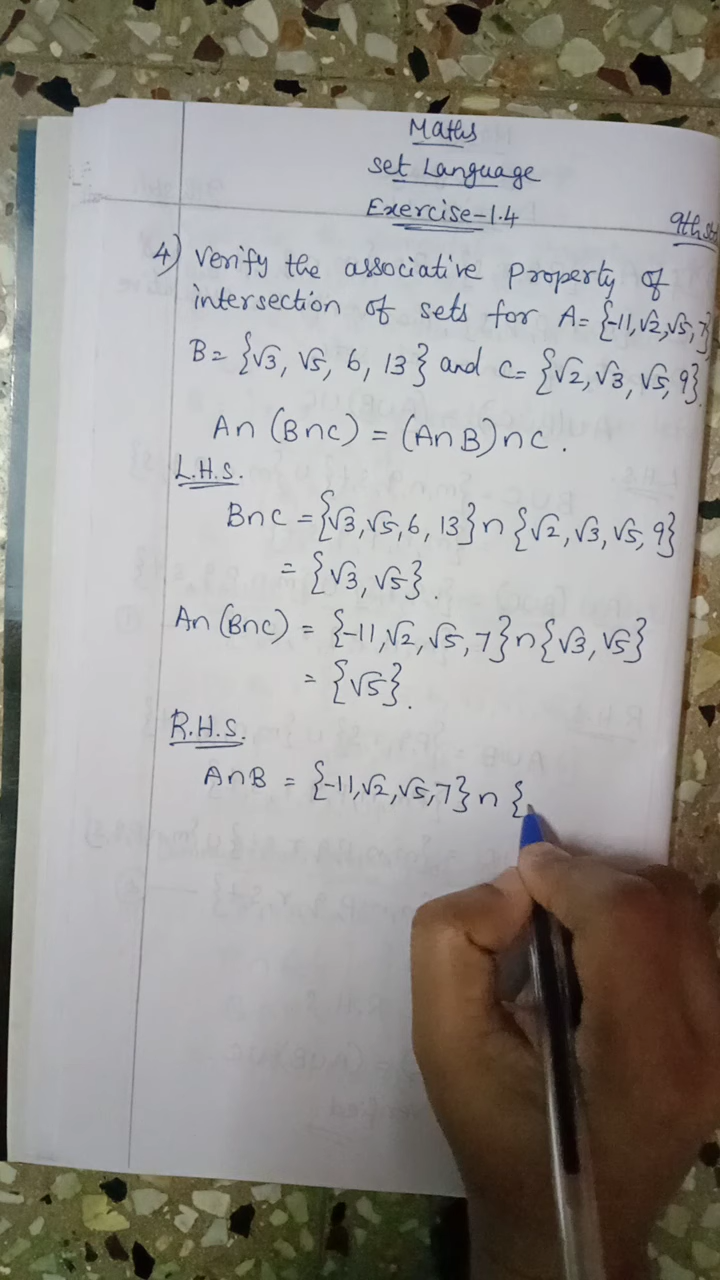 Maths
Set Language
Exercise-1.4
9th st
4) Verify the associative Property of
intersection of sets for A= {-11,√2,√5,7}
B= {√3, √5, 6, 13} and C= {√2,√3,√5,9}.
A∩(B∩C) = (A∩B)∩C.
L.H.S.
B∩C = {√3,√5,6, 13}∩{√2,√3,√5,9}
= {√3,√5}.
A∩(B∩C) = {-11,√2,√5,7}∩{√3,√5}
= {√5}.
R.H.S.
A∩B = {-11,√2,√5,7}∩{